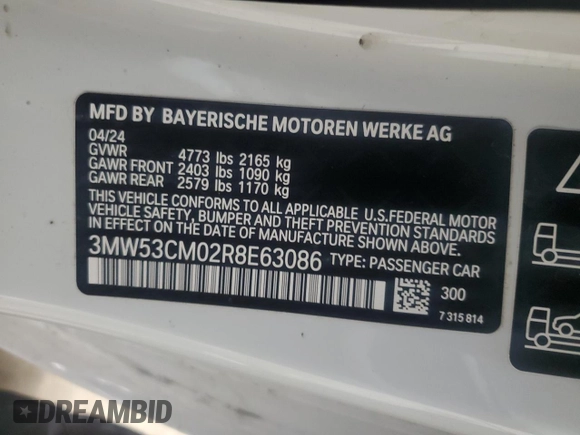 MFD BY BAYERISCHE MOTOREN WERKE AG
04/24
GVWR 4773 lbs 2165 kg
GAWR FRONT 2403 lbs 1090 kg
GAWR REAR 2579 lbs 1170 kg
THIS VEHICLE CONFORMS TO ALL APPLICABLE U.S.FEDERAL MOTOR
VEHICLE SAFETY, BUMPER AND THEFT PREVENTION STANDARDS
IN EFFECT ON THE DATE OF MANUFACTURE SHOWN ABOVE.
3MW53CM02R8E63086 TYPE: PASSENGER CAR
300
7 315 814
DREAMBID